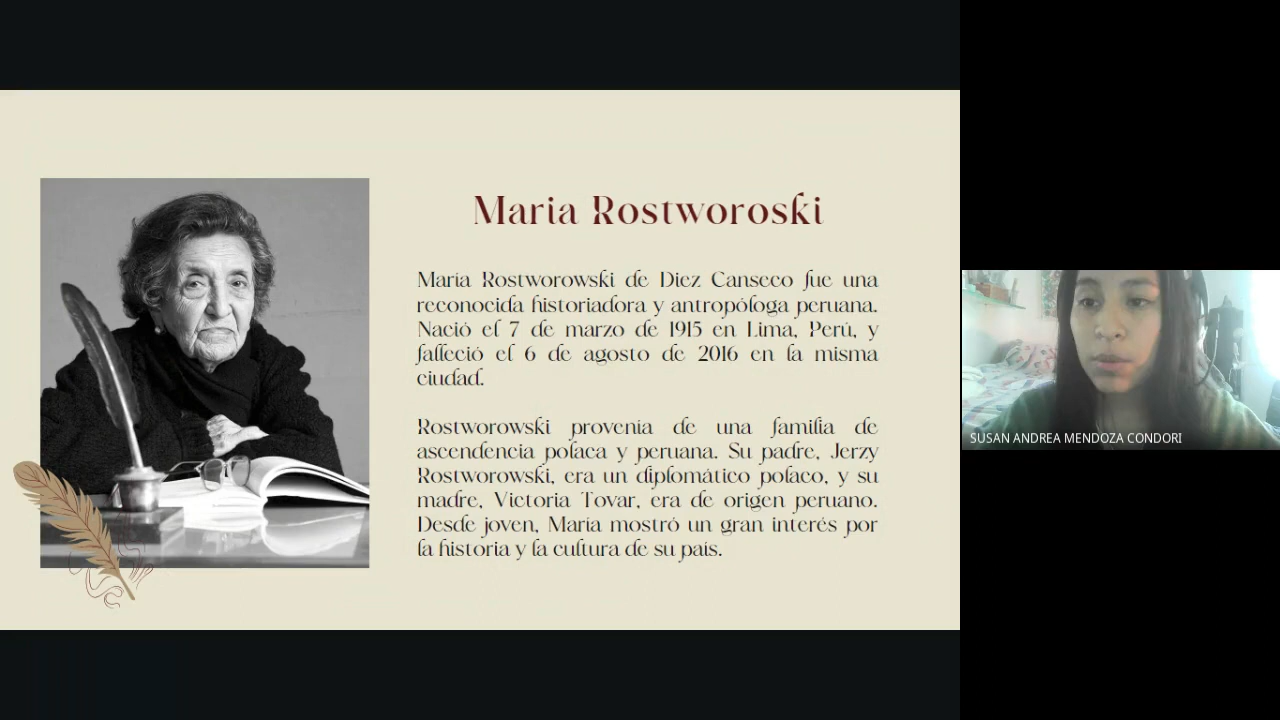 Maria Rostworoski
María Rostworowski de Diez Canseco fue una
reconocida historiadora y antropóloga peruana.
Nació el 7 de marzo de 1915 en Lima, Perú, y
falleció el 6 de agosto de 2016 en la misma
ciudad.
Rostworowski provenía de una familia de
ascendencia polaca y peruana. Su padre, Jerzy
Rostworowski, era un diplomático polaco, y su
madre, Victoria Tovar, era de origen peruano.
Desde joven, María mostró un gran interés por
la historia y la cultura de su país.
SUSAN ANDREA MENDOZA CONDORI